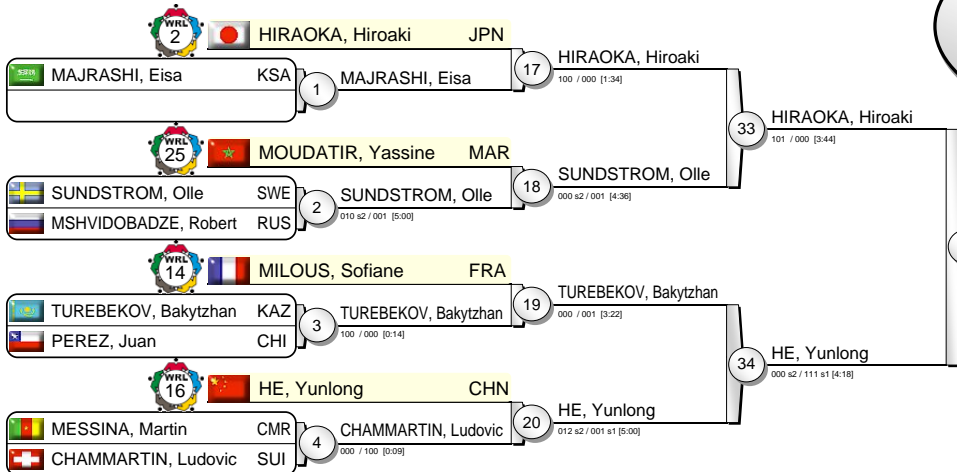 WRL
2
HIRAOKA, Hiroaki JPN
MAJRASHI, Eisa KSA
1
MAJRASHI, Eisa
17
HIRAOKA, Hiroaki
100 / 000 [1:34]
33
HIRAOKA, Hiroaki
101 / 000 [3:44]
WRL
25
MOUDATIR, Yassine MAR
SUNDSTROM, Olle SWE
MSHVIDOBADZE, Robert RUS
2
SUNDSTROM, Olle
010 s2 / 001 [5:00]
18
SUNDSTROM, Olle
000 s2 / 001 [4:36]
WRL
14
MILOUS, Sofiane FRA
TUREBEKOV, Bakytzhan KAZ
PEREZ, Juan CHI
3
TUREBEKOV, Bakytzhan
100 / 000 [0:14]
19
TUREBEKOV, Bakytzhan
000 / 001 [3:22]
34
HE, Yunlong
000 s2 / 111 s1 [4:18]
WRL
16
HE, Yunlong CHN
MESSINA, Martin CMR
CHAMMARTIN, Ludovic SUI
4
CHAMMARTIN, Ludovic
000 / 100 [0:09]
20
HE, Yunlong
012 s2 / 001 s1 [5:00]